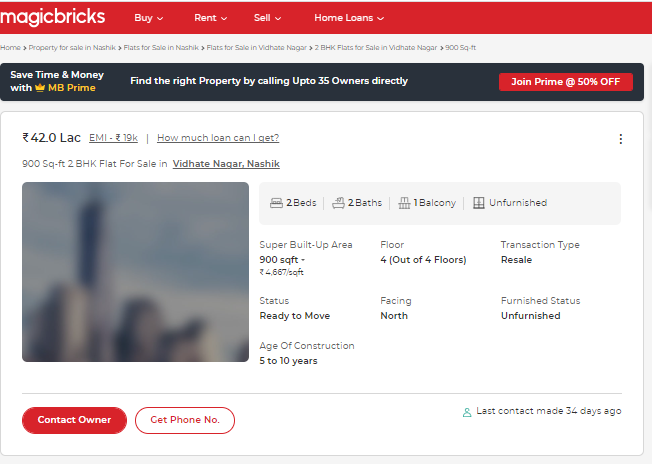 magicbricks Buy Rent Sell Home Loans
Home > Property for sale in Nashik > Flats for Sale in Nashik > Flats for Sale in Vidhate Nagar > 2 BHK Flats for Sale in Vidhate Nagar > 900 Sq-ft
Save Time & Money
with MB Prime
Find the right Property by calling Upto 35 Owners directly
Join Prime @ 50% OFF
₹42.0 Lac EMI - ₹ 19k | How much loan can I get?
900 Sq-ft 2 BHK Flat For Sale in Vidhate Nagar, Nashik
2 Beds 2 Baths 1 Balcony Unfurnished
Super Built-Up Area Floor Transaction Type
900 sqft 4 (Out of 4 Floors) Resale
₹ 4,667/sqft
Status Facing Furnished Status
Ready to Move North Unfurnished
Age Of Construction
5 to 10 years
Contact Owner Get Phone No. Last contact made 34 days ago